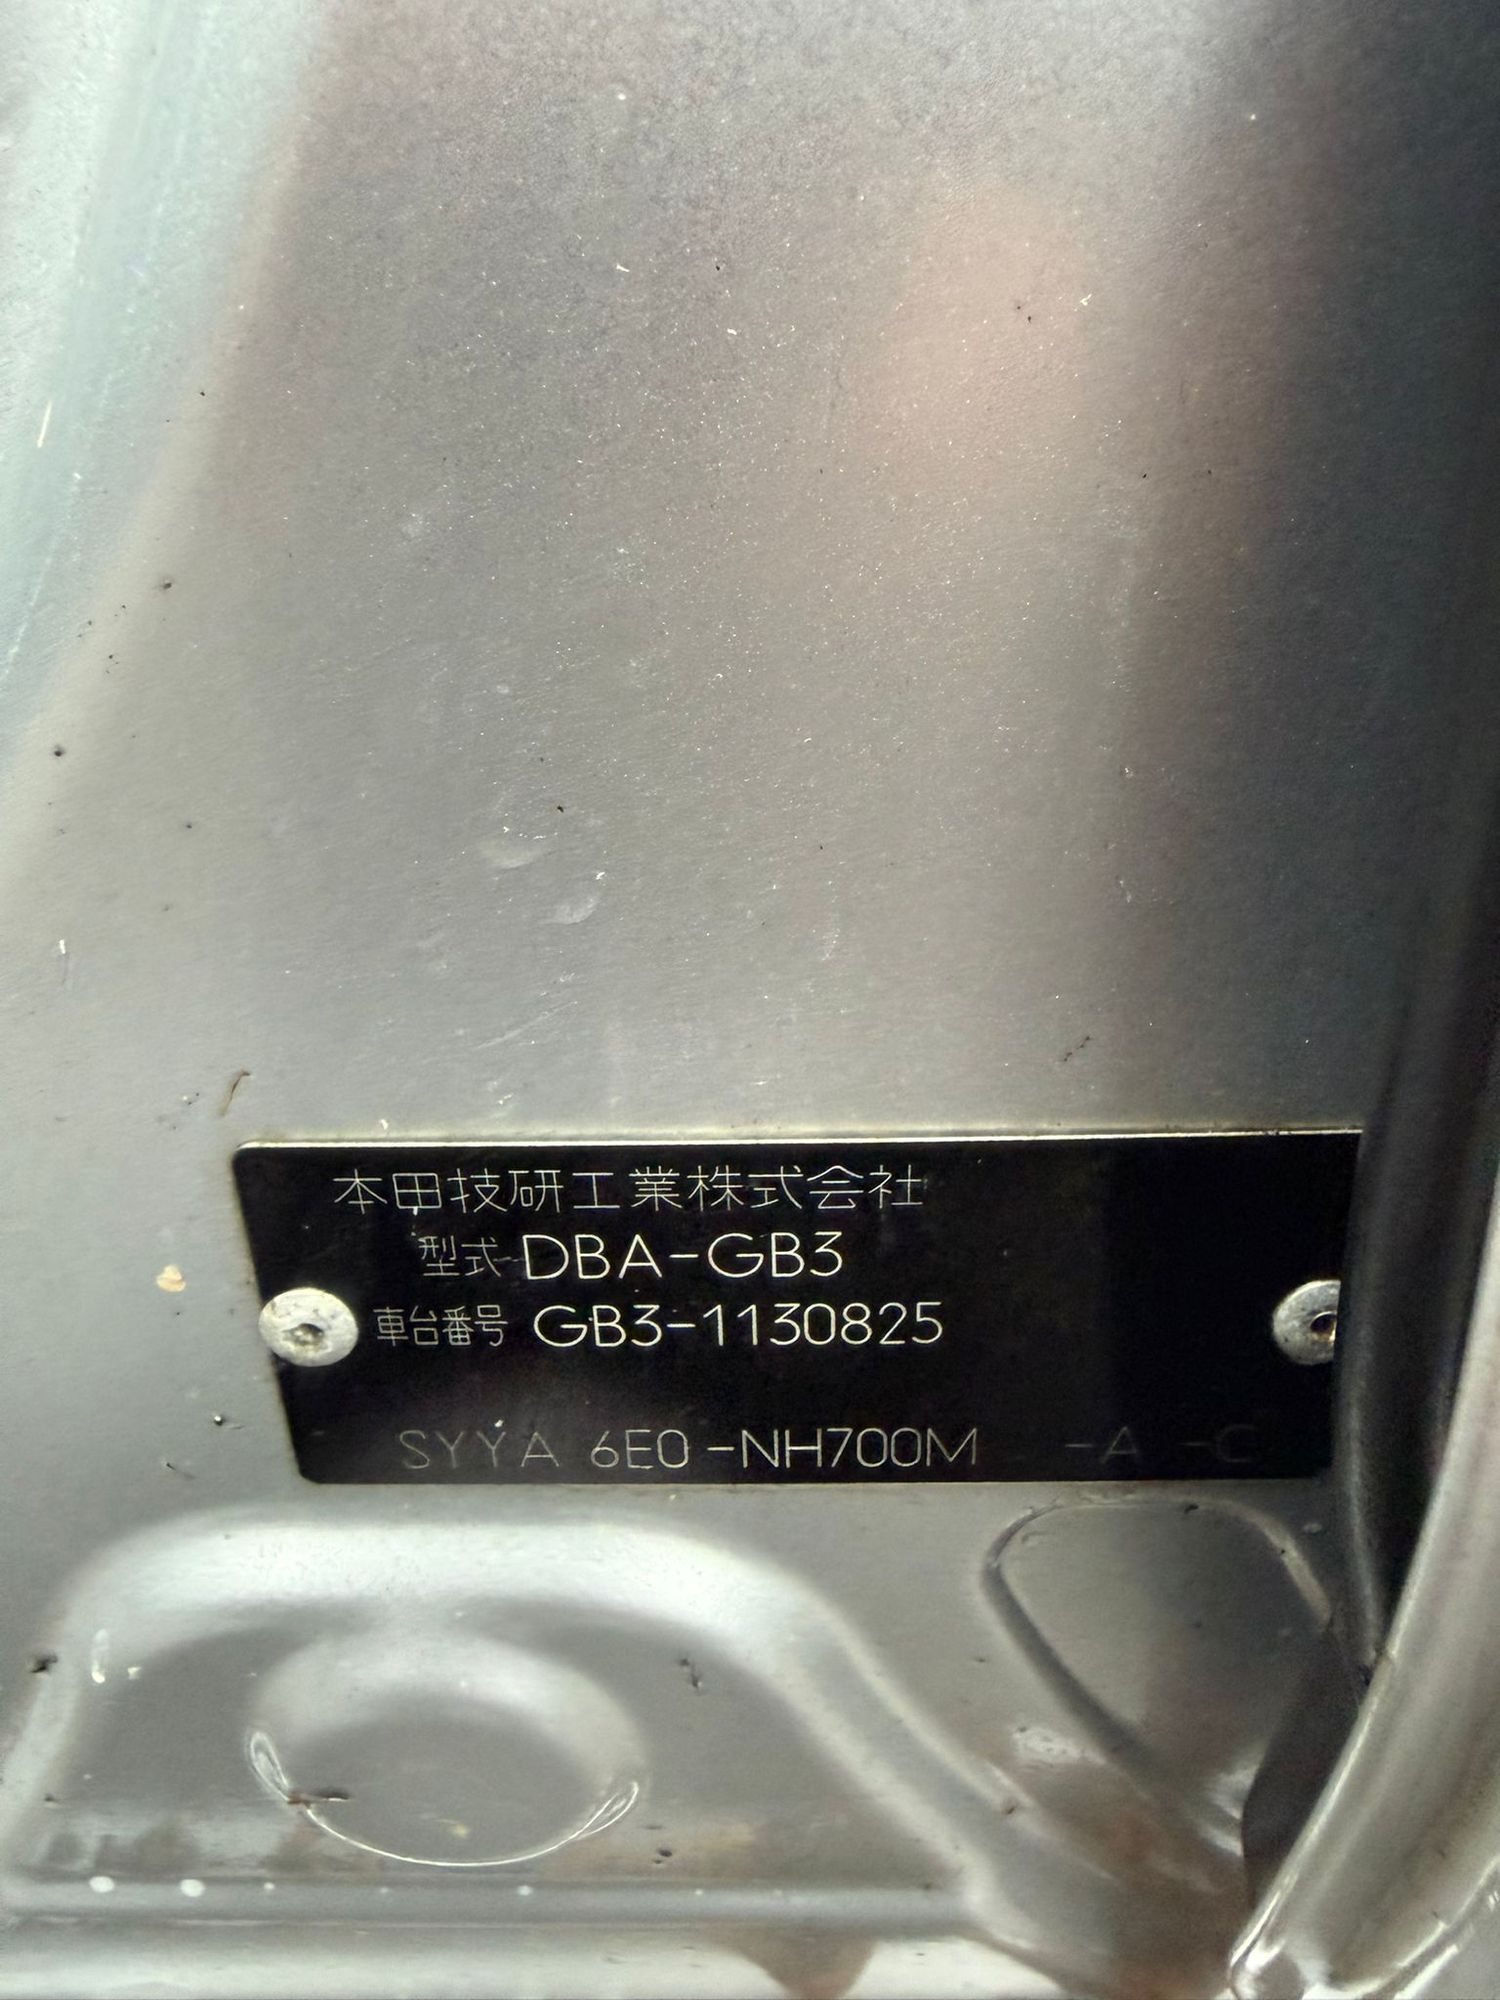 本田技研工業株式会社
型式 DBA-GB3
車台番号 GB3-1130825
SYYA 6E0 -NH700M -A -C